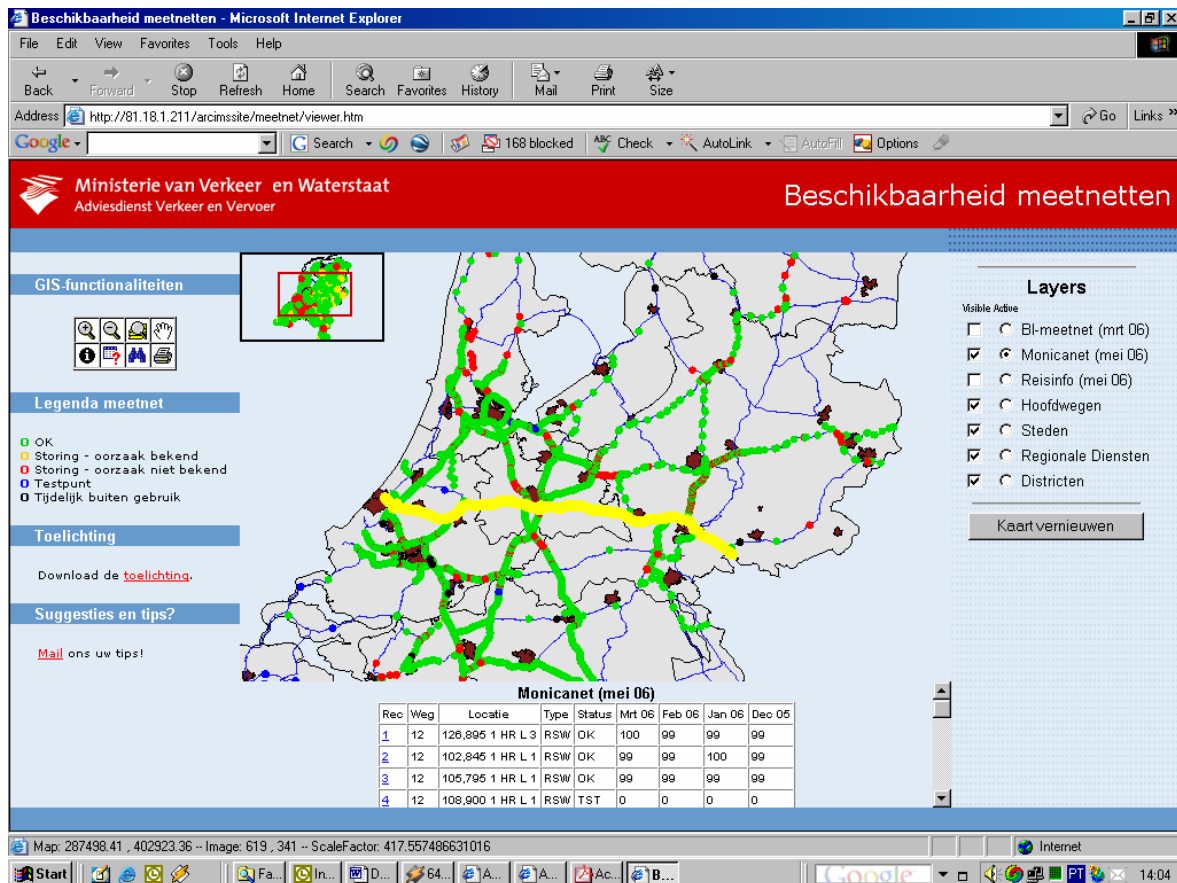 Beschikbaarheid meetnetten - Microsoft Internet Explorer
File Edit View Favorites Tools Help
Back Forward Stop Refresh Home Search Favorites History Mail Print Size
Address http://81.18.1.211/arcimssite/meetnet/viewer.htm Go Links »
Google Search 168 blocked ABC Check AutoLink AutoFill Options
Ministerie van Verkeer en Waterstaat
Adviesdienst Verkeer en Vervoer
Beschikbaarheid meetnetten
GIS-functionaliteiten
Legenda meetnet
OK
Storing - oorzaak bekend
Storing - oorzaak niet bekend
Testpunt
Tijdelijk buiten gebruik
Toelichting
Download de toelichting.
Suggesties en tips?
Mail ons uw tips!
Layers
Visible Active
BI-meetnet (mrt 06)
Monicanet (mei 06)
Reisinfo (mei 06)
Hoofdwegen
Steden
Regionale Diensten
Districten
Kaart vernieuwen
Monicanet (mei 06)
Rec Weg Locatie Type Status Mrt 06 Feb 06 Jan 06 Dec 05
1 12 126,895 1 HR L 3 RSW OK 100 99 99 99
2 12 102,845 1 HR L 1 RSW OK 99 99 100 99
3 12 105,795 1 HR L 1 RSW OK 99 99 99 99
4 12 108,900 1 HR L 1 RSW TST 0 0 0 0
Map: 287498.41 , 402923.36 -- Image: 619 , 341 -- ScaleFactor: 417.557486631016
Internet
Start Fa... In... D... 64... A... A... Ac... B... Google PT 14:04